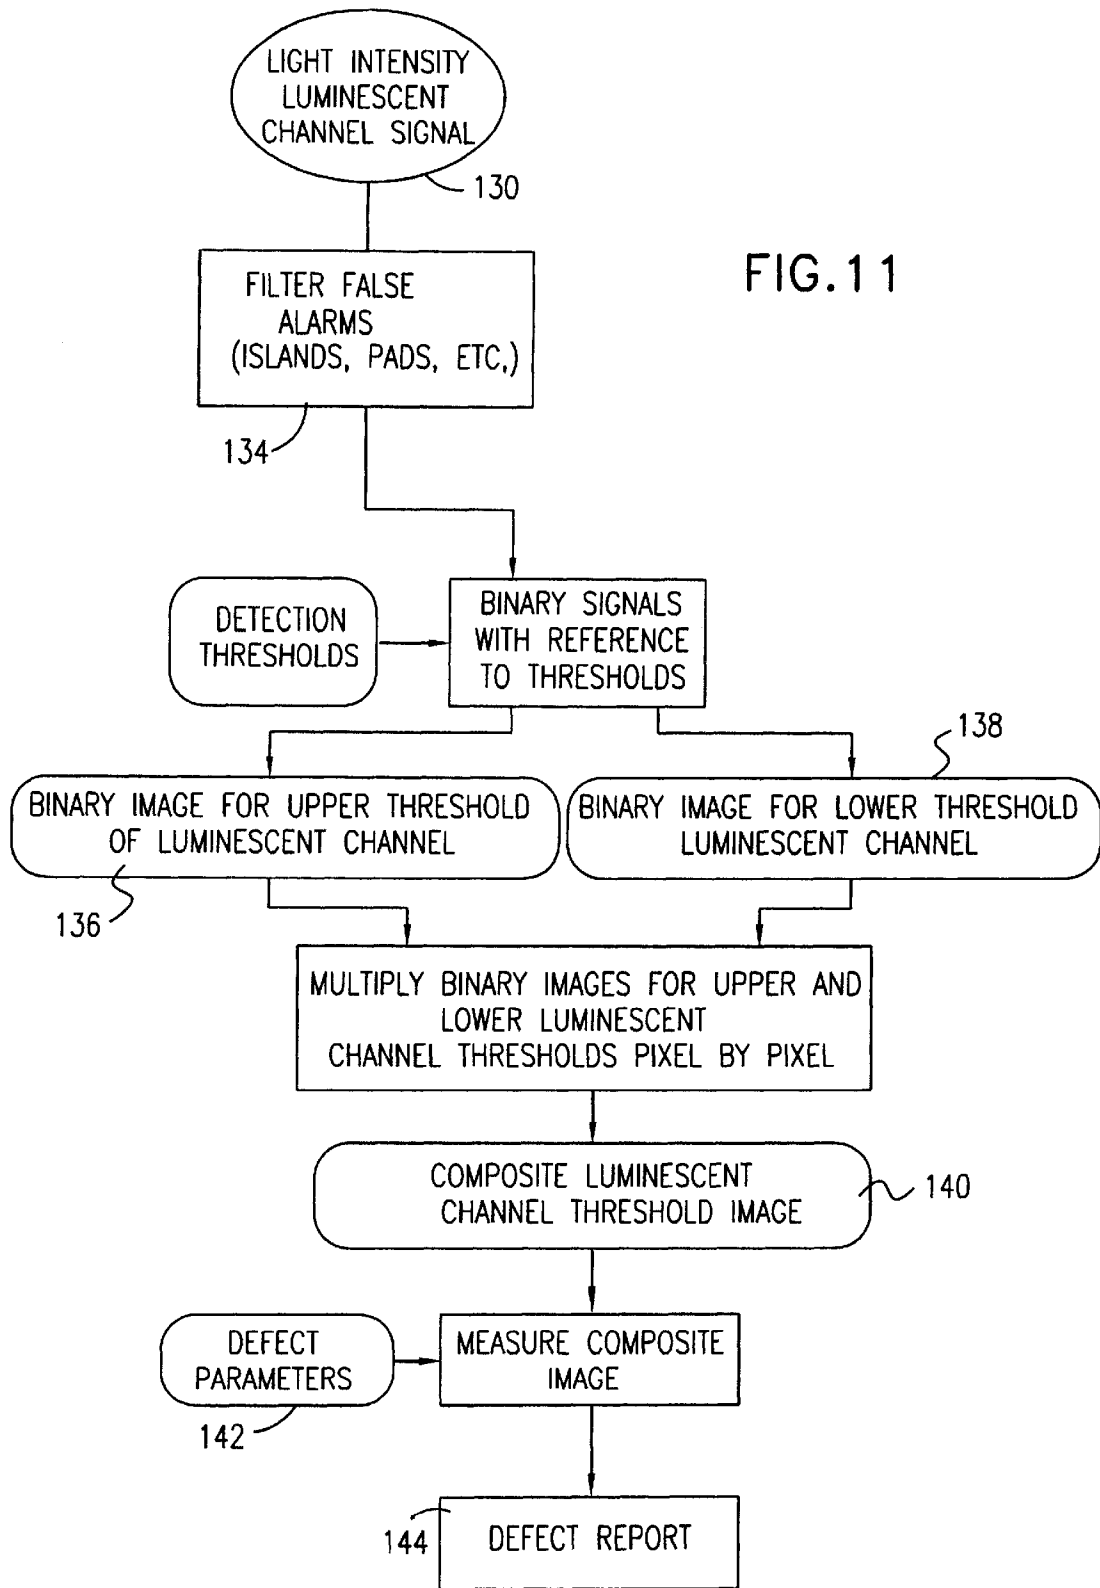 LIGHT INTENSITY
LUMINESCENT
CHANNEL SIGNAL
130
FIG.11
FILTER FALSE
ALARMS
(ISLANDS, PADS, ETC,)
134
DETECTION
THRESHOLDS
BINARY SIGNALS
WITH REFERENCE
TO THRESHOLDS
138
BINARY IMAGE FOR UPPER THRESHOLD
OF LUMINESCENT CHANNEL
BINARY IMAGE FOR LOWER THRESHOLD
LUMINESCENT CHANNEL
136
MULTIPLY BINARY IMAGES FOR UPPER AND
LOWER LUMINESCENT
CHANNEL THRESHOLDS PIXEL BY PIXEL
COMPOSITE LUMINESCENT
CHANNEL THRESHOLD IMAGE
140
DEFECT
PARAMETERS
142
MEASURE COMPOSITE
IMAGE
144
DEFECT REPORT